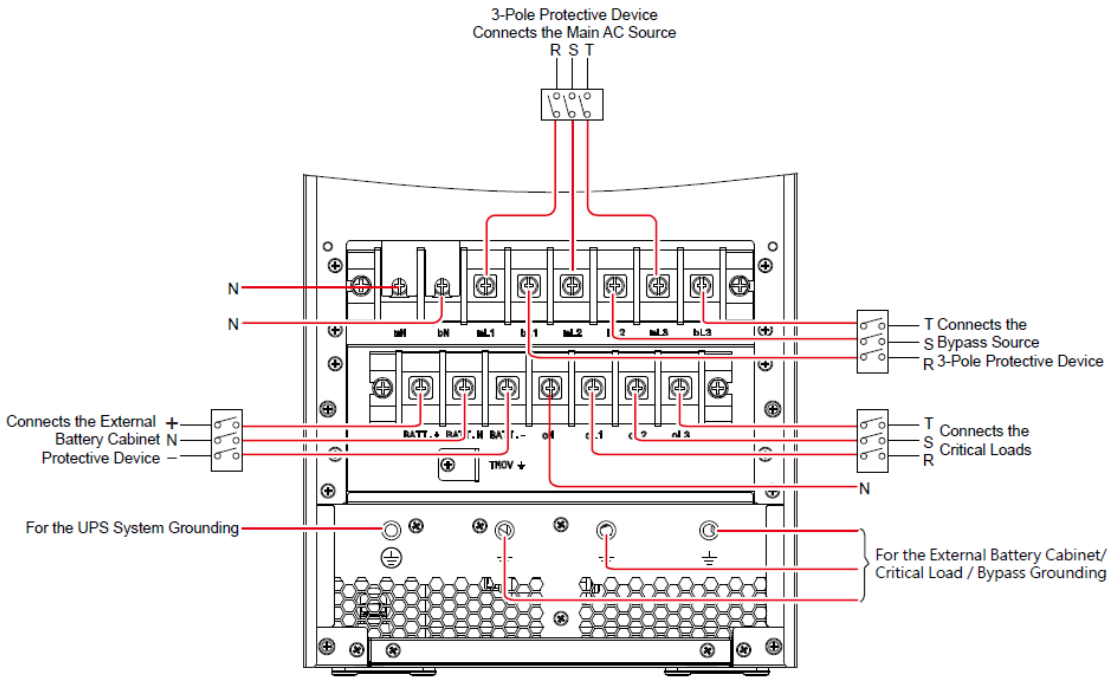 3-Pole Protective Device
Connects the Main AC Source
R S T
N
N
mN bN mL1 bL1 mL2 bL2 mL3 bL3
T Connects the
S Bypass Source
R 3-Pole Protective Device
Connects the External +
Battery Cabinet N
Protective Device −
BATT.+ BATT.N BATT.- oN oL1 oL2 oL3
T
S
R
Connects the
Critical Loads
TMOV
N
For the UPS System Grounding
For the External Battery Cabinet/
Critical Load / Bypass Grounding